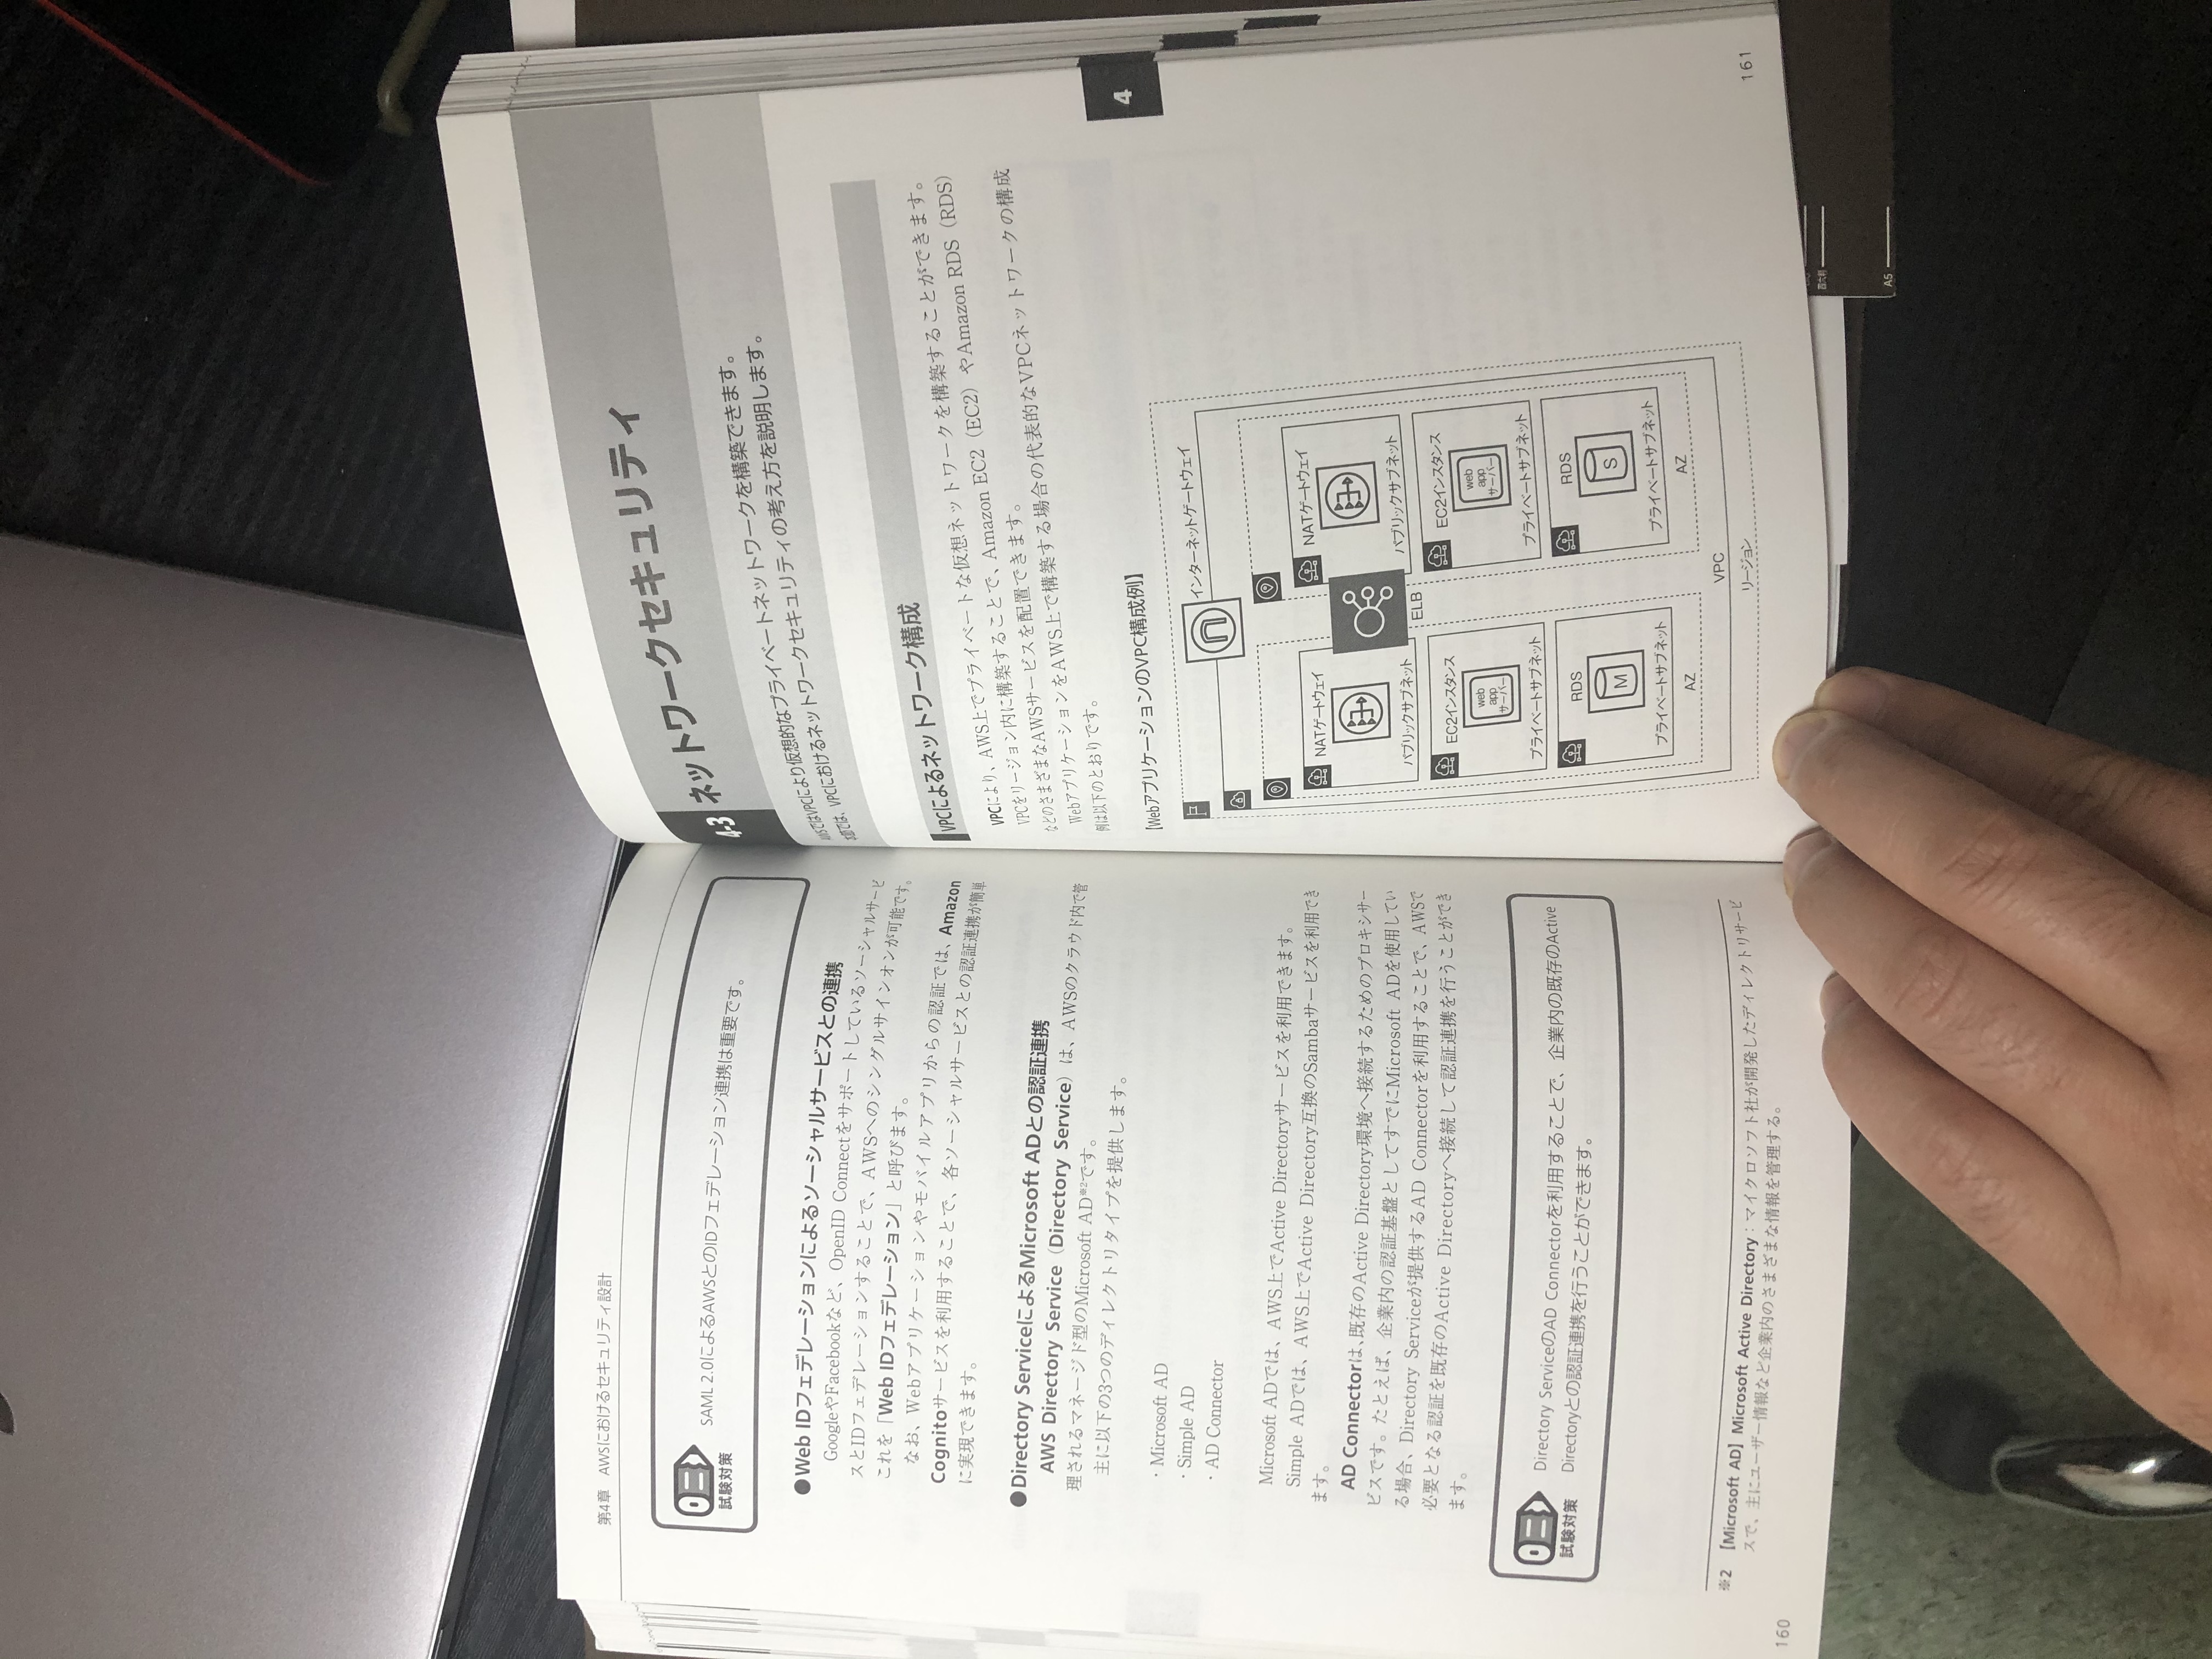 第4章 AWSにおけるセキュリティ設計
試験対策
SAML 2.0によるAWSとのIDフェデレーション連携は重要です。
●Web IDフェデレーションによるソーシャルサービスとの連携
GoogleやFacebookなど、OpenID Connectをサポートしているソーシャルサービ
スとIDフェデレーションすることで、AWSへのシングルサインオンが可能です。
これを「Web IDフェデレーション」と呼びます。
なお、Webアプリケーションやモバイルアプリからの認証では、Amazon
Cognitoサービスを利用することで、各ソーシャルサービスとの認証連携が簡単
に実現できます。
●Directory ServiceによるMicrosoft ADとの認証連携
AWS Directory Service（Directory Service）は、AWSのクラウド内で管
理されるマネージド型のMicrosoft AD※2です。
主に以下の3つのディレクトリタイプを提供します。
・Microsoft AD
・Simple AD
・AD Connector
Microsoft ADでは、AWS上でActive Directoryサービスを利用できます。
Simple ADでは、AWS上でActive Directory互換のSambaサービスを利用でき
ます。
AD Connectorは、既存のActive Directory環境へ接続するためのプロキシサー
ビスです。たとえば、企業内の認証基盤としてすでにMicrosoft ADを使用してい
る場合、Directory Serviceが提供するAD Connectorを利用することで、AWSで
必要となる認証を既存のActive Directoryへ接続して認証連携を行うことができ
ます。
試験対策
Directory ServiceのAD Connectorを利用することで、企業内の既存のActive
Directoryとの認証連携を行うことができます。
※2 【Microsoft AD】Microsoft Active Directory：マイクロソフト社が開発したディレクトリサービ
スで、主にユーザー情報など企業内のさまざまな情報を管理する。
160
4-3 ネットワークセキュリティ
AWSではVPCにより仮想的なプライベートネットワークを構築できます。
本章では、VPCにおけるネットワークセキュリティの考え方を説明します。
VPCによるネットワーク構成
VPCにより、AWS上でプライベートな仮想ネットワークを構築することができます。
VPCをリージョン内に構築することで、Amazon EC2（EC2）やAmazon RDS（RDS）
などのさまざまなAWSサービスを配置できます。
WebアプリケーションをAWS上で構築する場合の代表的なVPCネットワークの構成
例は以下のとおりです。
4
【WebアプリケーションのVPC構成例】
インターネットゲートウェイ
NATゲートウェイ
NATゲートウェイ
パブリックサブネット
ELB
パブリックサブネット
EC2インスタンス
web
app
サーバー
プライベートサブネット
EC2インスタンス
web
app
サーバー
プライベートサブネット
RDS
M
プライベートサブネット
RDS
S
プライベートサブネット
AZ
AZ
VPC
リージョン
161
四六判
A5